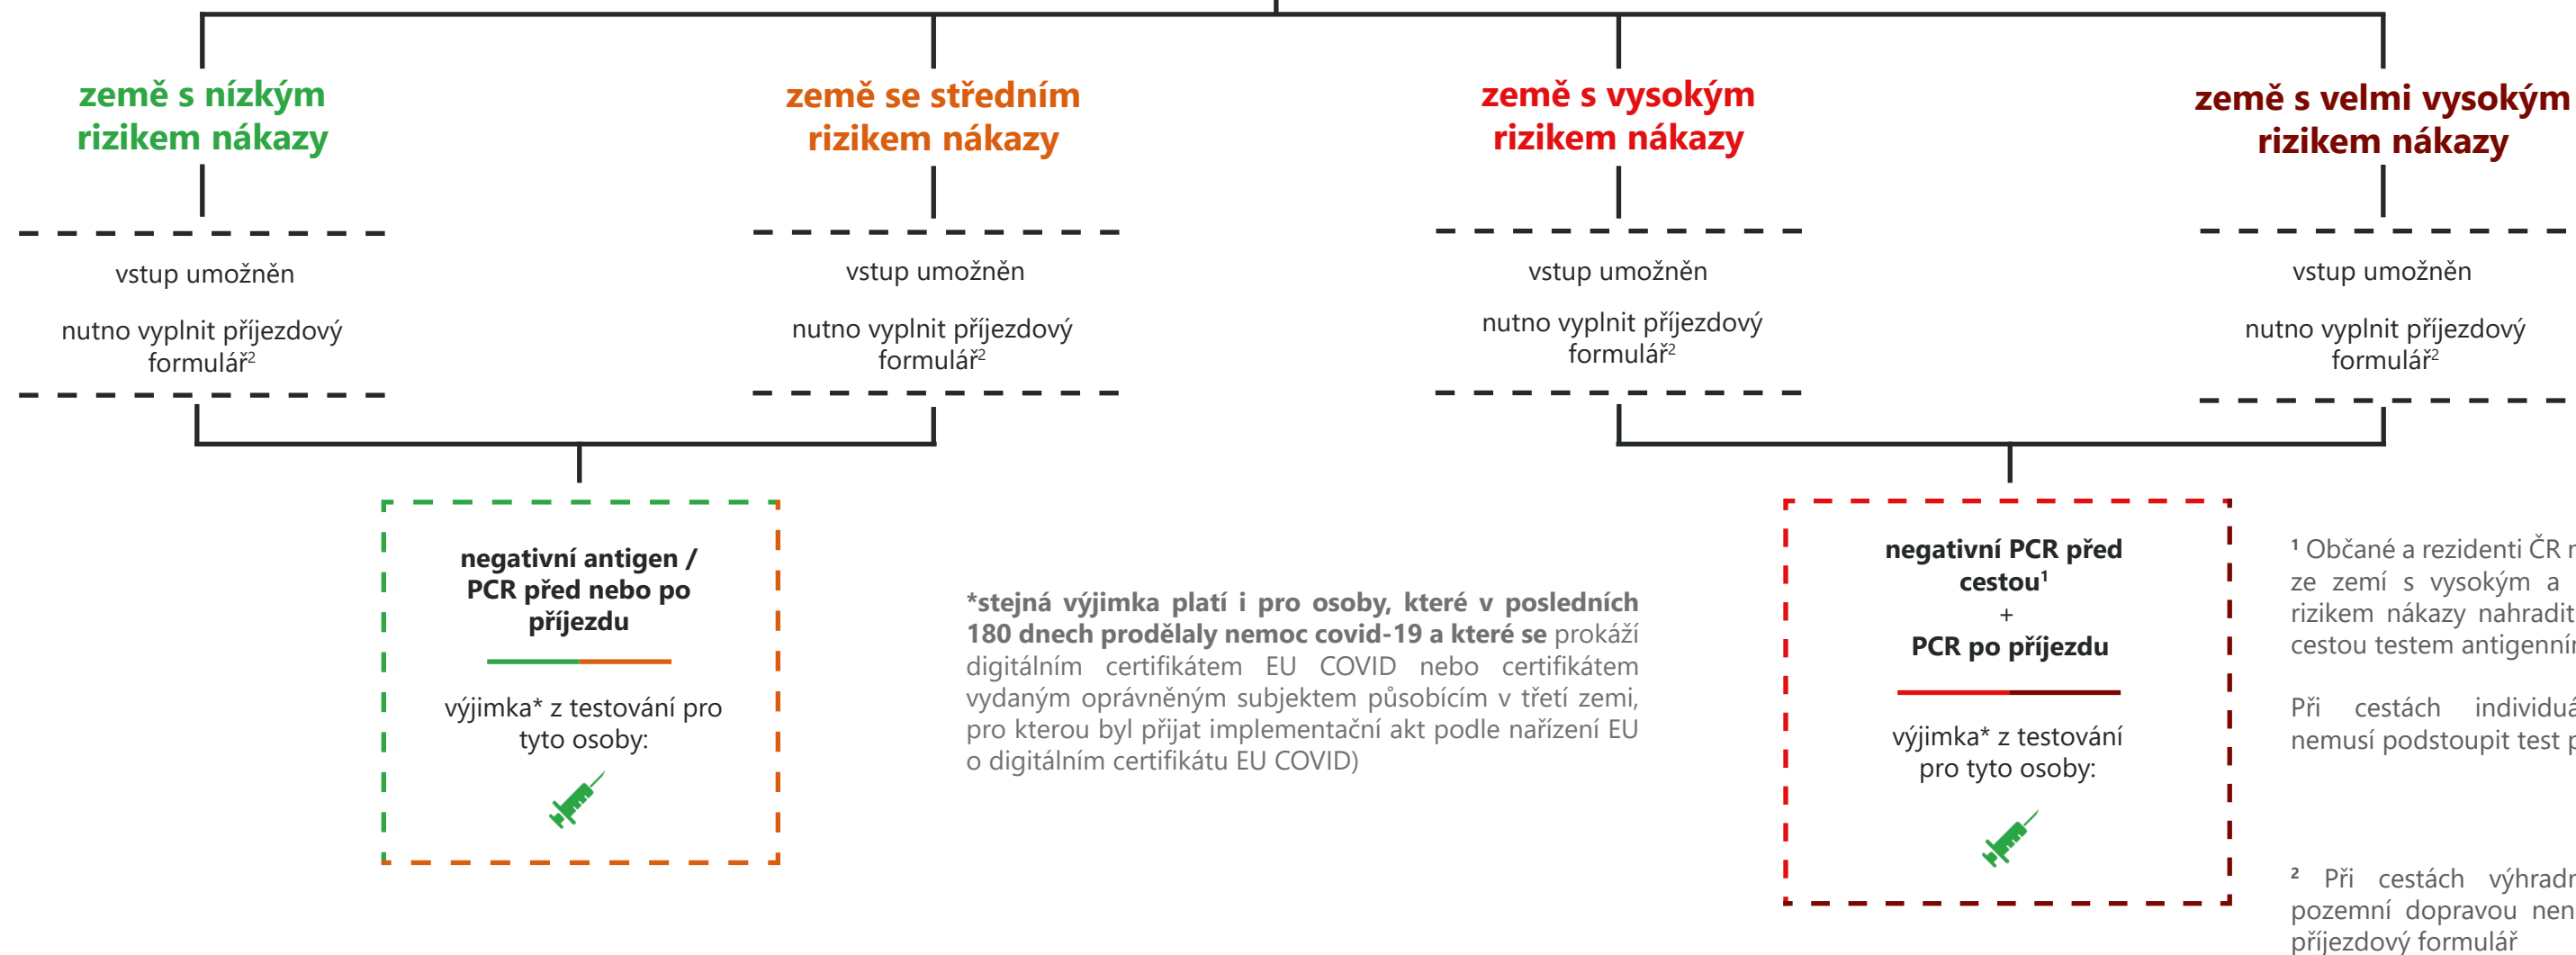 země s nízkým
rizikem nákazy
vstup umožněn
nutno vyplnit příjezdový
formulář²
země se středním
rizikem nákazy
vstup umožněn
nutno vyplnit příjezdový
formulář²
země s vysokým
rizikem nákazy
vstup umožněn
nutno vyplnit příjezdový
formulář²
země s velmi vysokým
rizikem nákazy
vstup umožněn
nutno vyplnit příjezdový
formulář²
negativní antigen /
PCR před nebo po
příjezdu
výjimka* z testování pro
tyto osoby:
*stejná výjimka platí i pro osoby, které v posledních
180 dnech prodělaly nemoc covid-19 a které se prokáží
digitálním certifikátem EU COVID nebo certifikátem
vydaným oprávněným subjektem působícím v třetí zemi,
pro kterou byl přijat implementační akt podle nařízení EU
o digitálním certifikátu EU COVID)
negativní PCR před
cestou¹
+
PCR po příjezdu
výjimka* z testování
pro tyto osoby:
¹ Občané a rezidenti ČR
ze zemí s vysokým a
rizikem nákazy nahradit
cestou testem
Při cestách
nemusí podstoupit test
² Při cestách
pozemní dopravou
příjezdový formulář